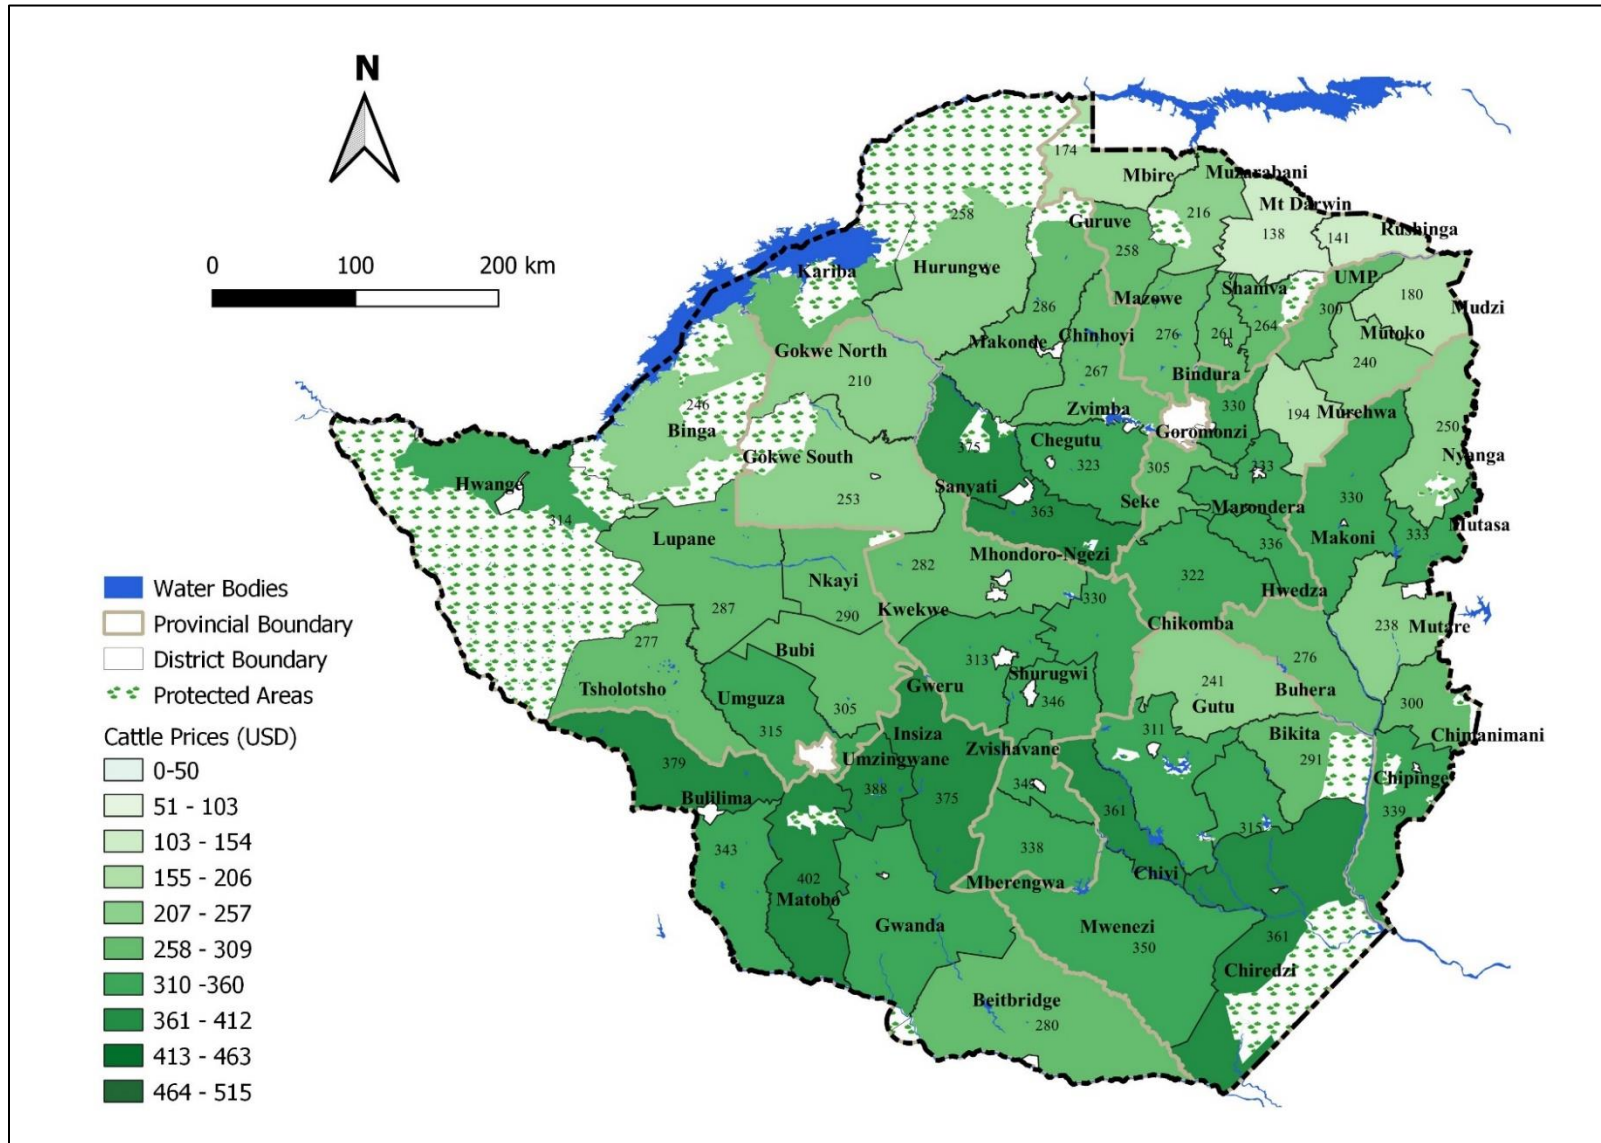 N
0 100 200 km
174
Mbire
Muzarabani
216
Mt Darwin
138
141
Rushinga
258
Guruve
258
Kariba
Hurungwe
286
Mazowe
276
Shamva
261
264
UMP
300
180
Mudzi
Mutoko
240
Makonde
Chinhoyi
267
Bindura
Gokwe North
210
246
Binga
Zvimba
330
194
Murehwa
250
Goromonzi
Nyanga
Gokwe South
253
375
Sanyati
Chegutu
323
305
Seke
333
Marondera
330
Makoni
Mutasa
333
Hwange
314
363
Lupane
Mhondoro-Ngezi
336
282
322
Hwedza
Nkayi
290
Kwekwe
330
Chikomba
287
277
238
Mutare
Bubi
313
Shurugwi
346
276
Buhera
241
Gutu
Tsholotsho
Umguza
315
305
Gweru
300
Chimanimani
Insiza
Zvishavane
311
Bikita
291
379
Umzingwane
388
375
349
Chipinge
339
Bulilima
361
315
343
338
402
Matobo
Mberengwa
Chivi
Gwanda
Mwenezi
350
361
Chiredzi
Beitbridge
280
Water Bodies
Provincial Boundary
District Boundary
Protected Areas
Cattle Prices (USD)
0-50
51 - 103
103 - 154
155 - 206
207 - 257
258 - 309
310 -360
361 - 412
413 - 463
464 - 515